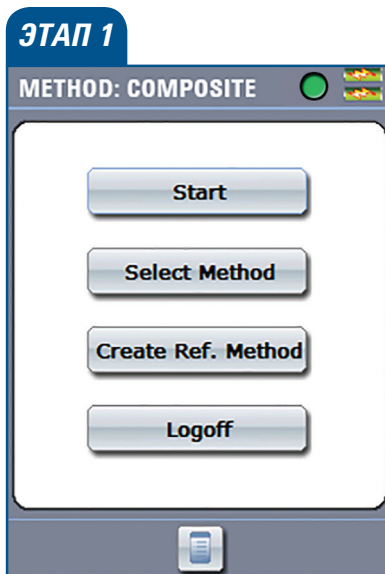 ЭТАП 1
METHOD: COMPOSITE
Start
Select Method
Create Ref. Method
Logoff